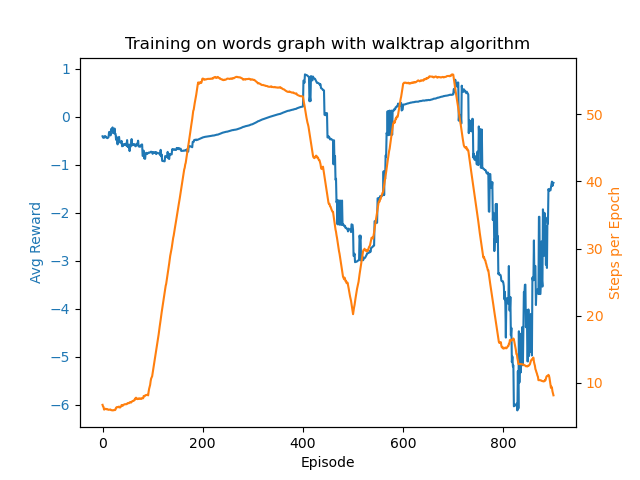 Training on words graph with walktrap algorithm
1
0
−1
−2
−3
−4
−5
−6
Avg Reward
50
40
30
20
10
Steps per Epoch
0 200 400 600 800
Episode